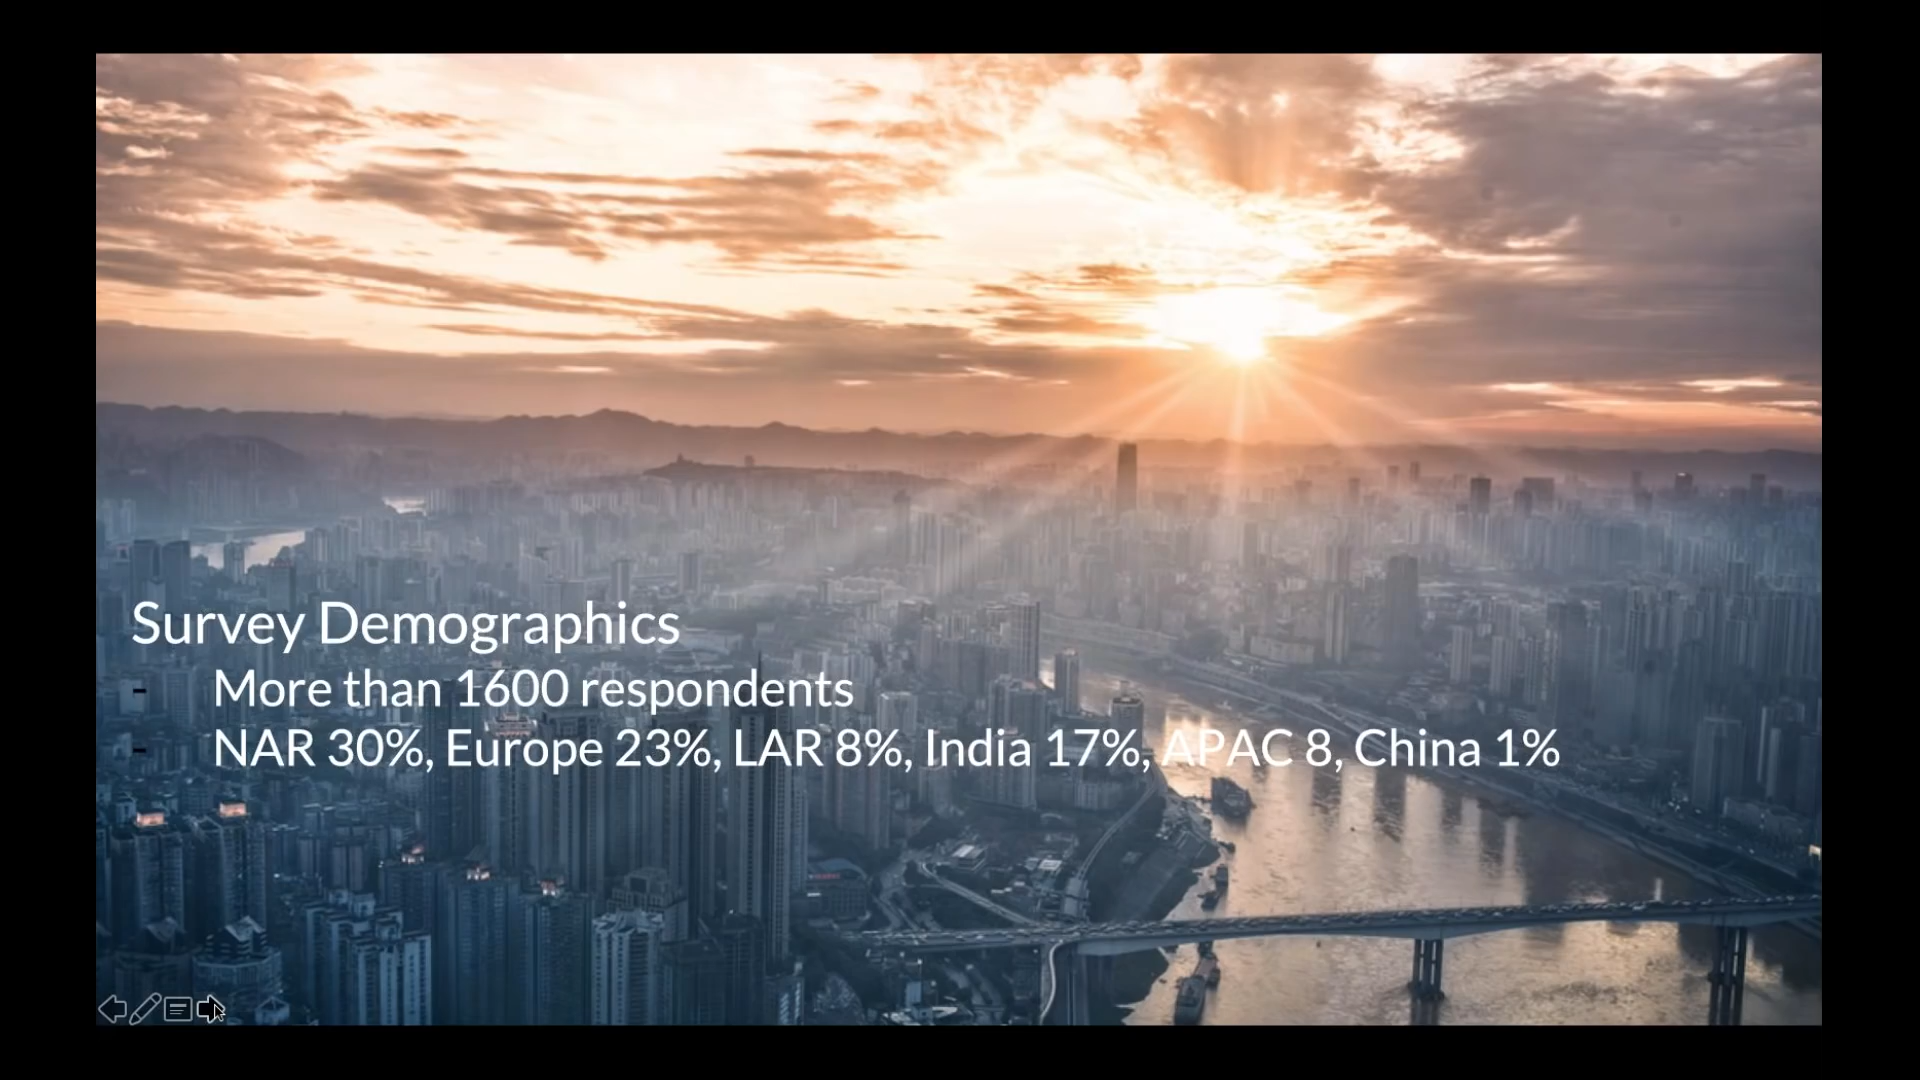 Survey Demographics
- More than 1600 respondents
- NAR 30%, Europe 23%, LAR 8%, India 17%, APAC 8, China 1%